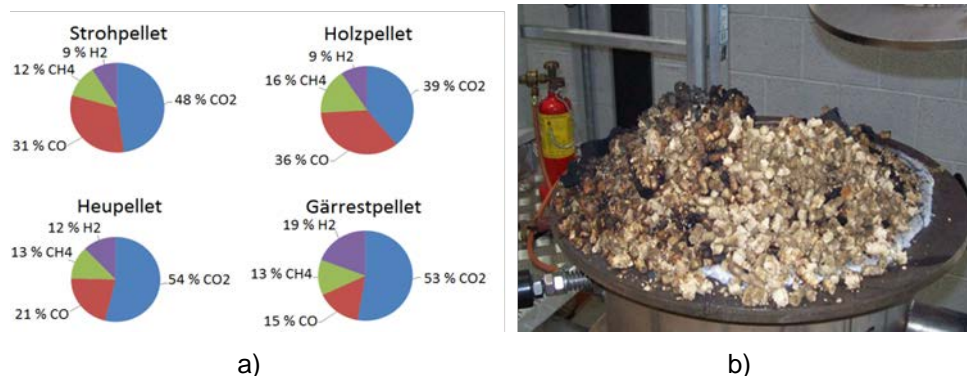 Strohpellet
9 % H2
12 % CH4
48 % CO2
31 % CO
Holzpellet
9 % H2
16 % CH4
39 % CO2
36 % CO
Heupellet
12 % H2
13 % CH4
54 % CO2
21 % CO
Gärrestpellet
19 % H2
13 % CH4
53 % CO2
15 % CO
a)
b)